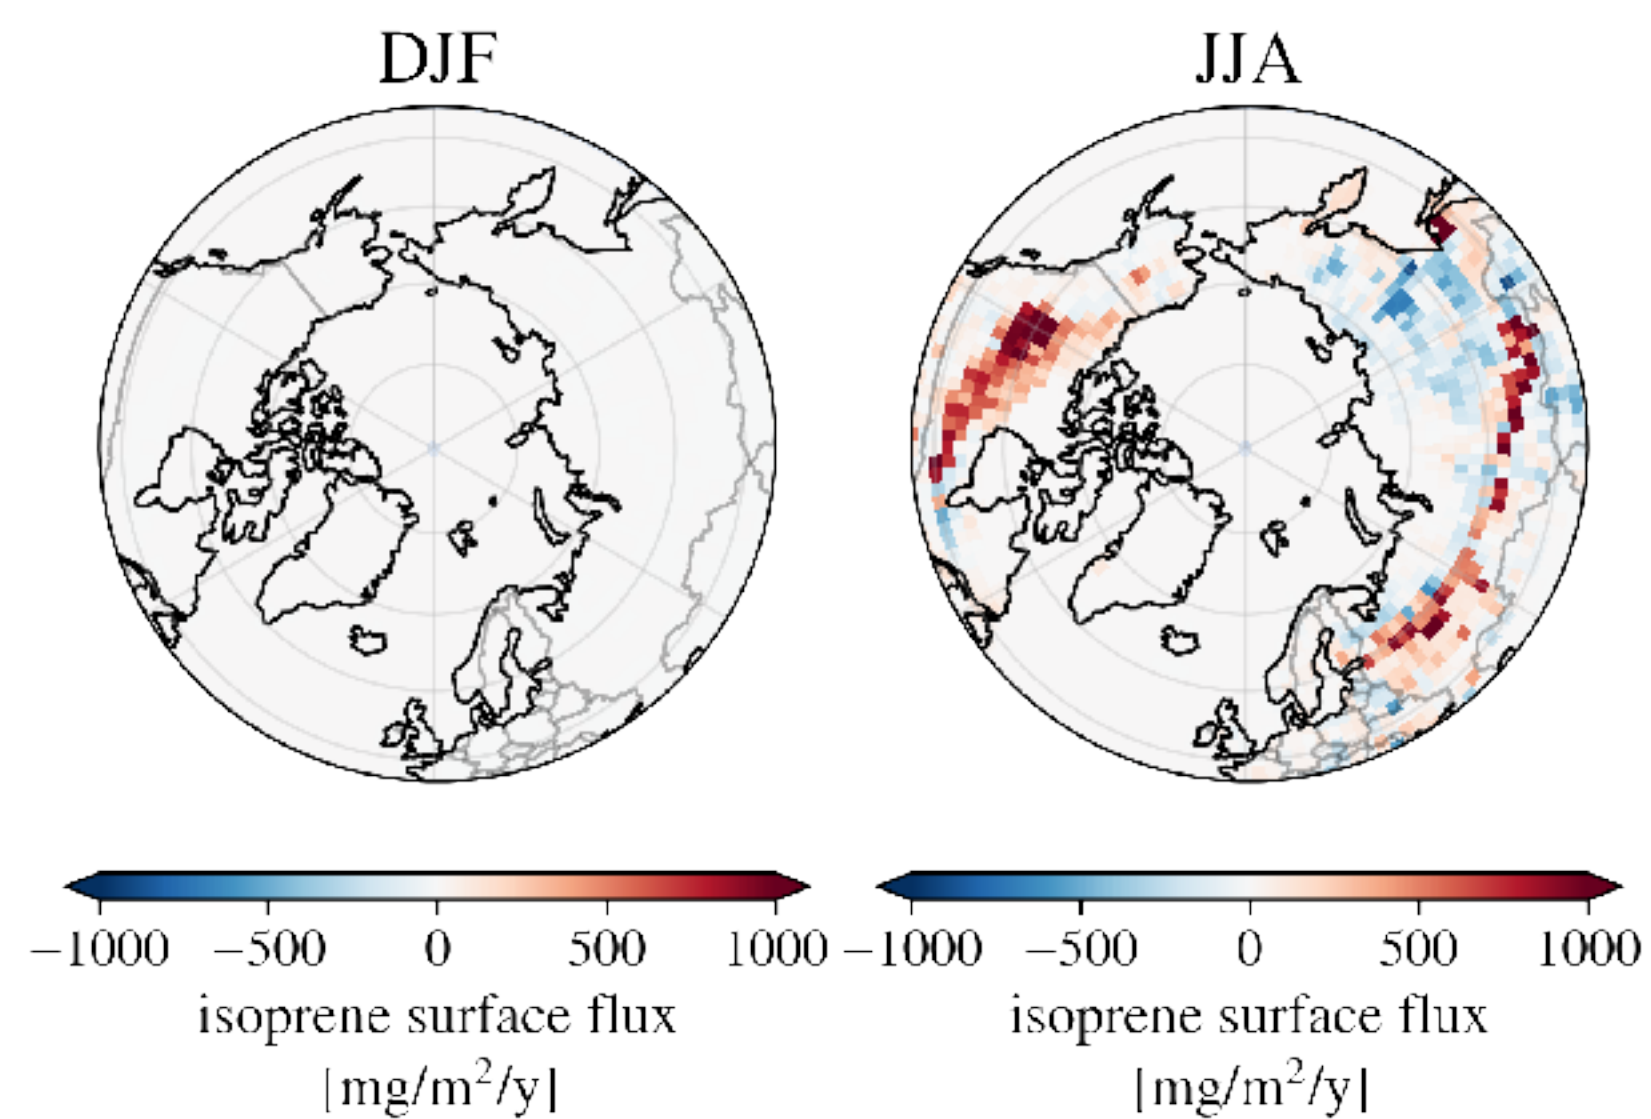 DJF JJA
−1000 −500 0 500 1000 −1000 −500 0 500 1000
isoprene surface flux isoprene surface flux
[mg/m²/y] [mg/m²/y]